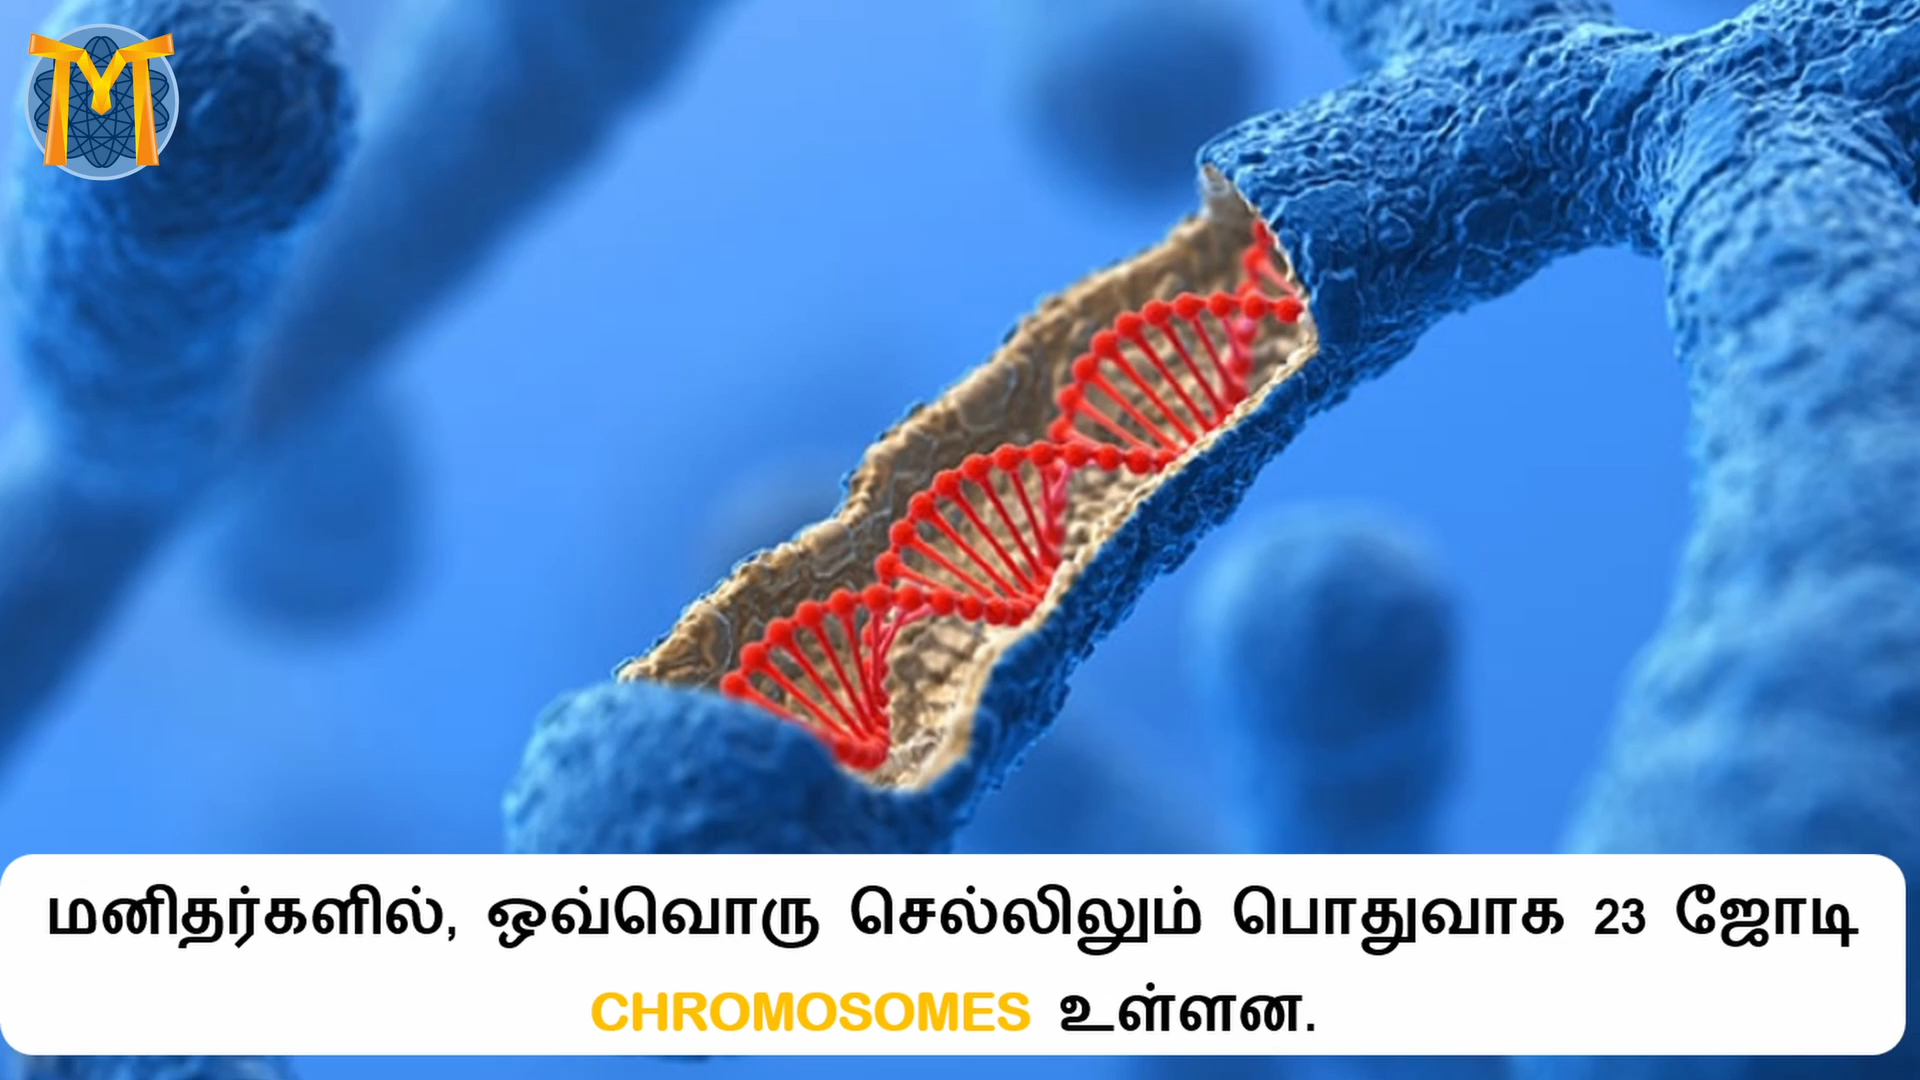 மனிதர்களில், ஒவ்வொரு செல்லிலும் பொதுவாக 23 ஜோடி
CHROMOSOMES உள்ளன.